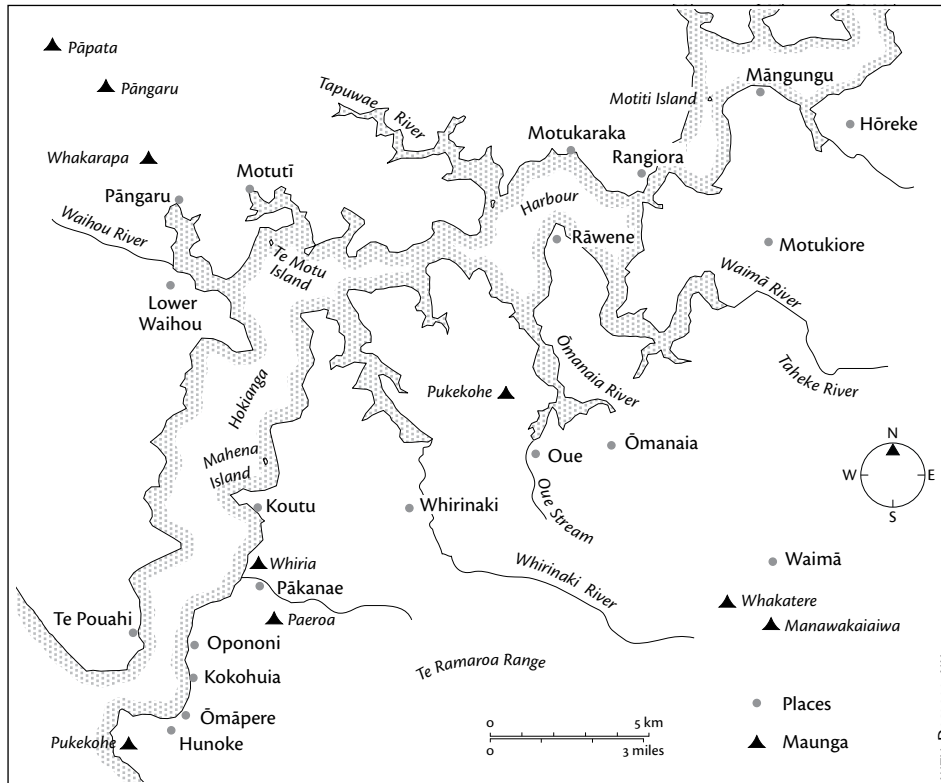 Pāpata
Pāngaru
Whakarapa
Pāngaru
Motutī
Waihou River
Lower
Waihou
Te Motu
Island
Tapuwae
River
Motukaraka
Rangiora
Harbour
Rāwene
Motiti Island
Māngungu
Hōreke
Motukiore
Waimā
River
Taheke River
Hokianga
Mahena
Island
Koutu
Whiria
Pākanae
Paeroa
Pukekohe
Ōmanaia River
Oue
Ōmanaia
Oue Stream
Whirinaki
Whirinaki River
N
W E
S
Waimā
Whakatere
Manawakaiaiwa
Te Pouahi
Opononi
Kokohuia
Ōmāpere
Hunoke
Pukekohe
Te Ramaroa Range
0 5 km
0 3 miles
Places
Maunga